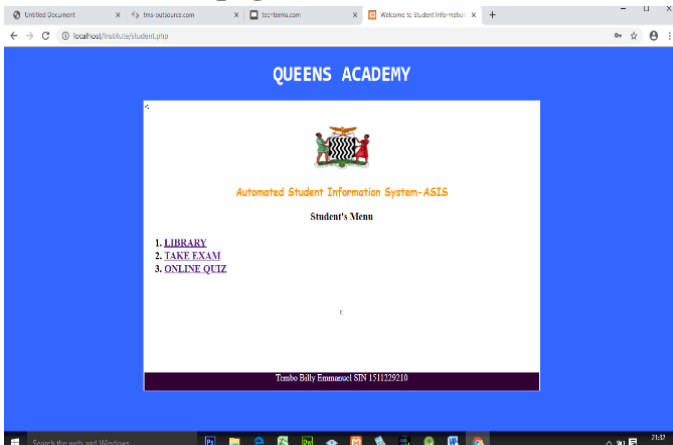 Untitled Document
tms-outsource.com
techterms.com
Welcome to Student Information
localhost/Institute/student.php
QUEENS ACADEMY
<
Automated Student Information System-ASIS
Student's Menu
1. LIBRARY
2. TAKE EXAM
3. ONLINE QUIZ
Tembo Billy Emmanuel SIN 1511229210
Search the web and Windows
21:37